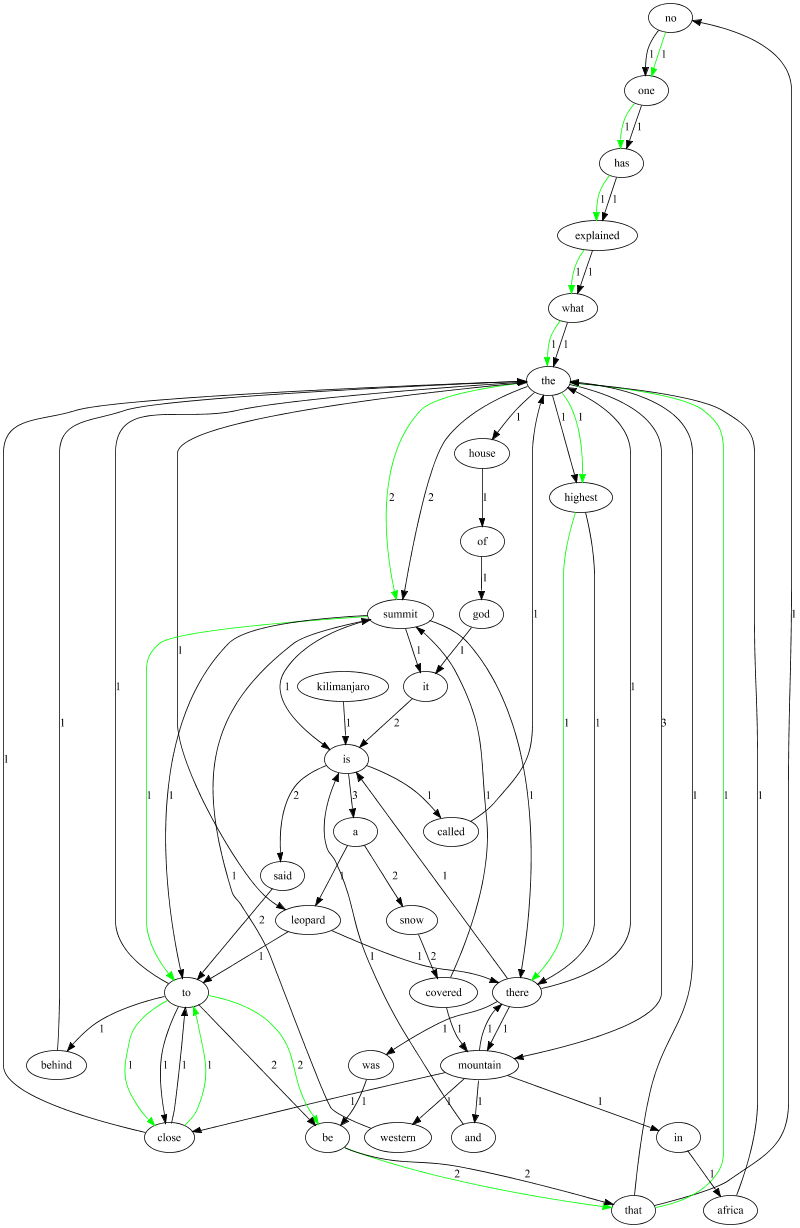 no
1 1
one
1 1
has
1 1
explained
1 1
what
1 1
the
1 1 1
house
2 2 1
highest
of
1
summit
god
1 1 1 1
kilimanjaro
it
1 1 1 2
is
2 3 1
a
called
1 1 1 1 1 1 1 3
said
1 1 2
leopard
snow
2 1 1 2
to
covered
there
1 1 1 1 1
behind
1 1 1 1 2 2
was
mountain
1 1 1 1 1
close
be
western
and
in
2 2 1
that
africa